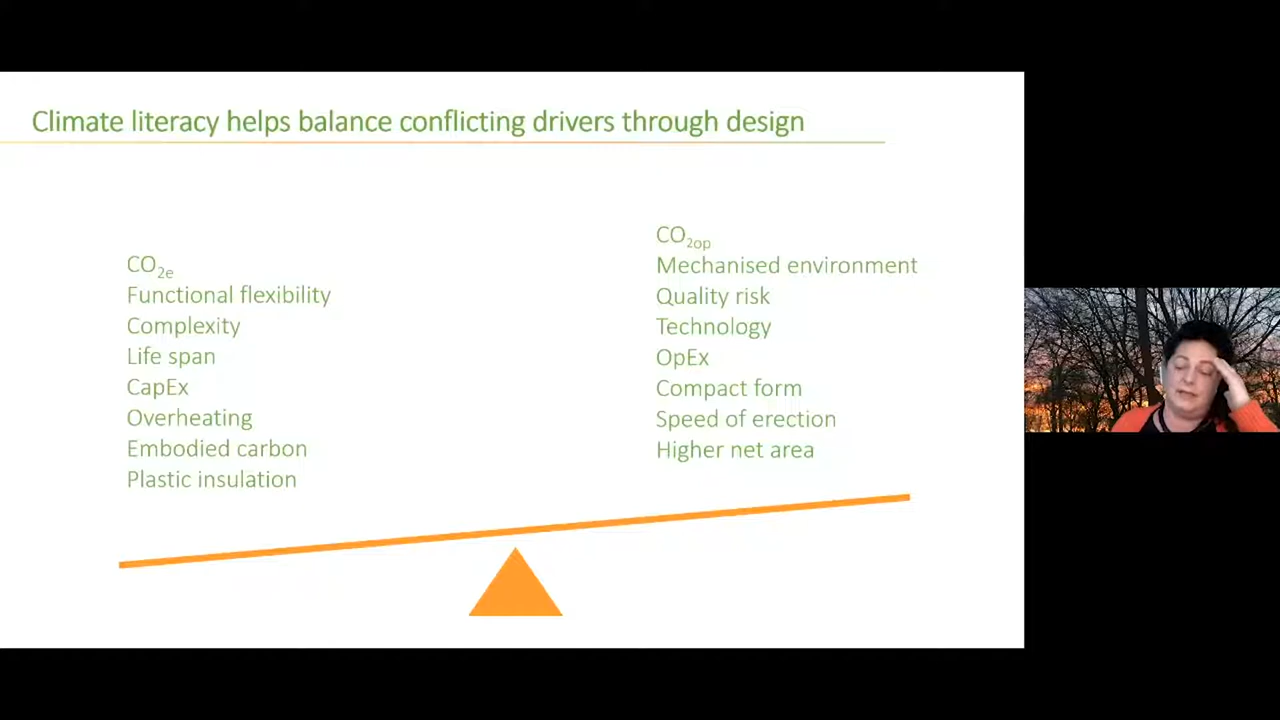 Climate literacy helps balance conflicting drivers through design
CO2e
Functional flexibility
Complexity
Life span
CapEx
Overheating
Embodied carbon
Plastic insulation
CO2op
Mechanised environment
Quality risk
Technology
OpEx
Compact form
Speed of erection
Higher net area